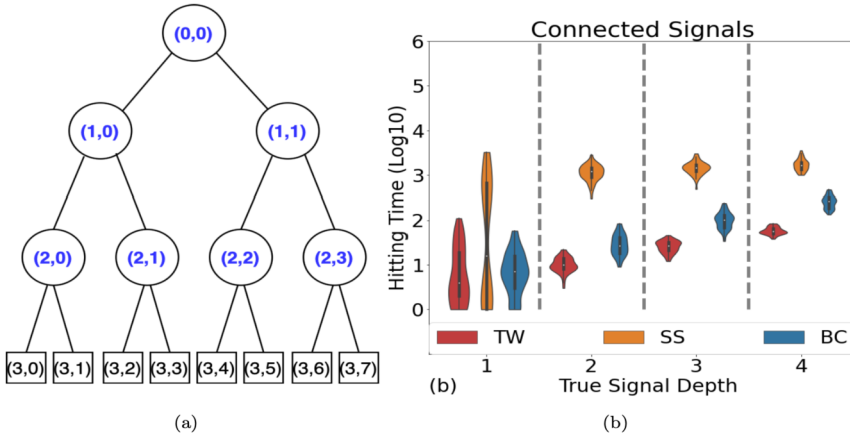 (0,0)
(1,0) (1,1)
(2,0) (2,1) (2,2) (2,3)
(3,0) (3,1) (3,2) (3,3) (3,4) (3,5) (3,6) (3,7)
(a)
Connected Signals
Hitting Time (Log10)
6
5
4
3
2
1
0
TW SS BC
1 2 3 4
(b) True Signal Depth
(b)